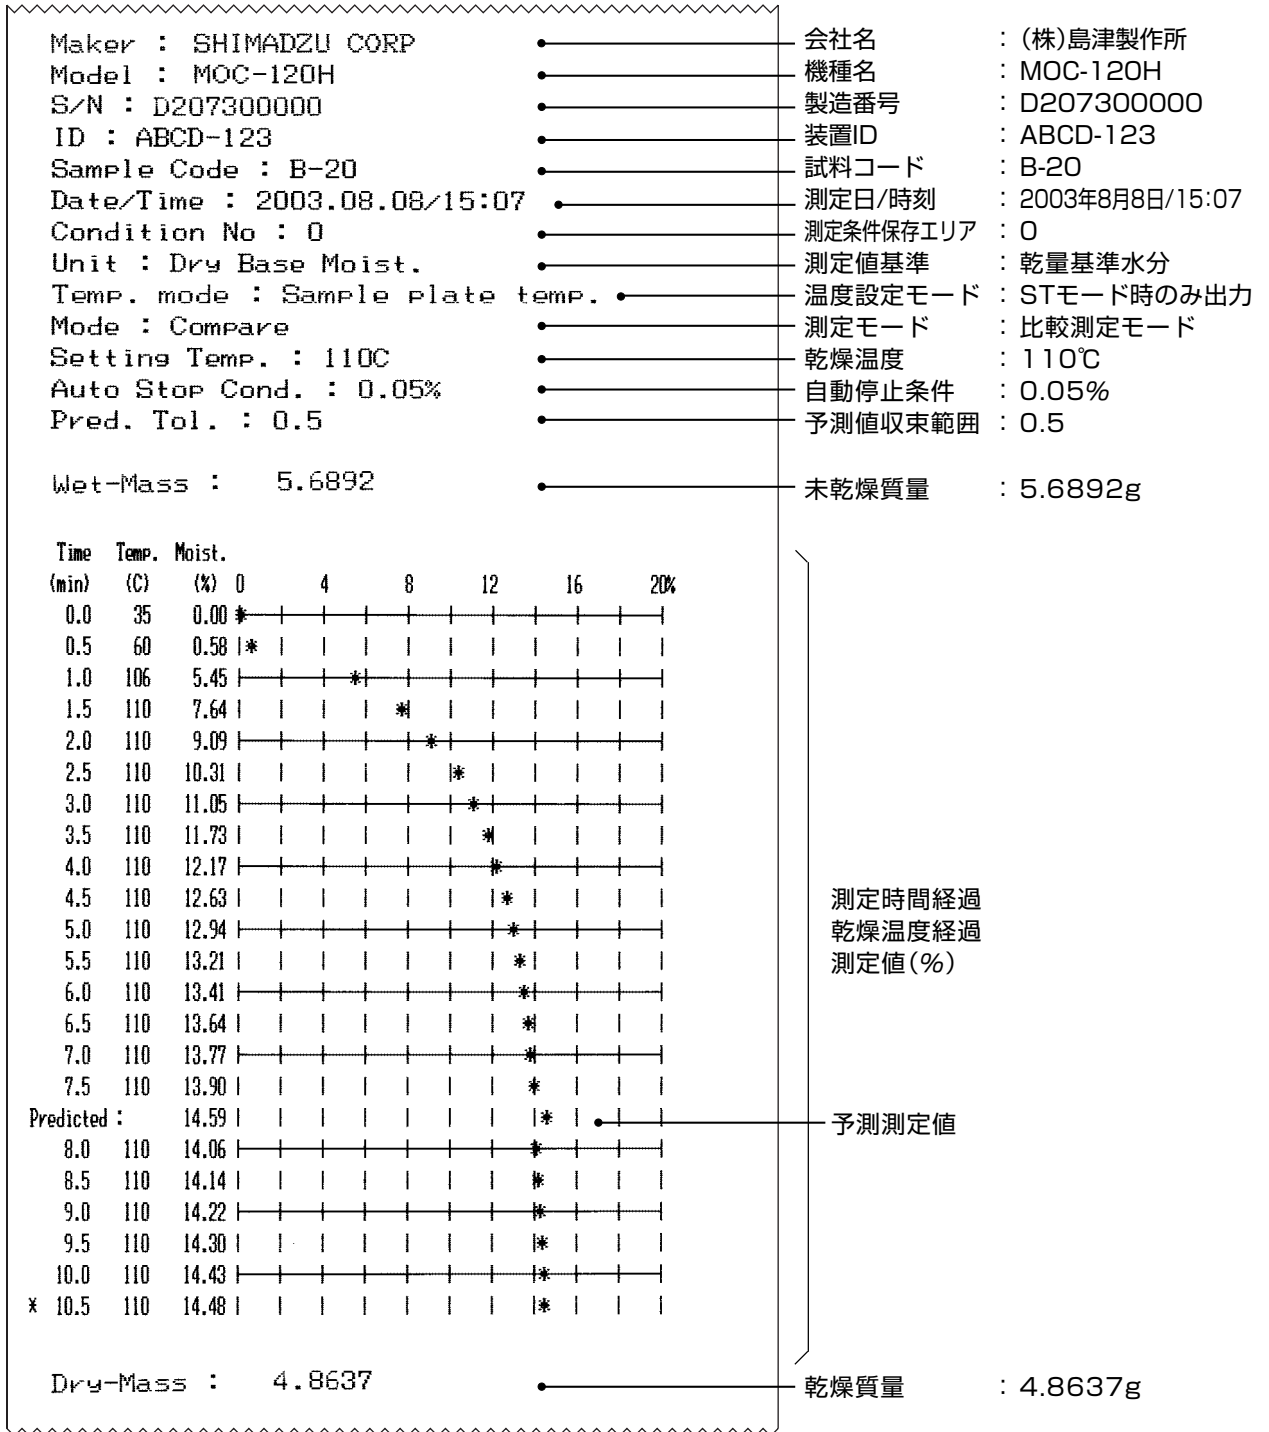 Maker : SHIMADZU CORP 会社名 : (株)島津製作所
Model : MOC-120H 機種名 : MOC-120H
S/N : D207300000 製造番号 : D207300000
ID : ABCD-123 装置ID : ABCD-123
Sample Code : B-20 試料コード : B-20
Date/Time : 2003.08.08/15:07 測定日/時刻 : 2003年8月8日/15:07
Condition No : 0 測定条件保存エリア : 0
Unit : Dry Base Moist. 測定値基準 : 乾量基準水分
Temp. mode : Sample plate temp. 温度設定モード : STモード時のみ出力
Mode : Compare 測定モード : 比較測定モード
Setting Temp. : 110C 乾燥温度 : 110℃
Auto Stop Cond. : 0.05% 自動停止条件 : 0.05%
Pred. Tol. : 0.5 予測値収束範囲 : 0.5
Wet-Mass : 5.6892 未乾燥質量 : 5.6892g
Time Temp. Moist.
(min) (C) (%) 0 4 8 12 16 20%
0.0 35 0.00
0.5 60 0.58
1.0 106 5.45
1.5 110 7.64
2.0 110 9.09
2.5 110 10.31
3.0 110 11.05
3.5 110 11.73
4.0 110 12.17
4.5 110 12.63 測定時間経過
5.0 110 12.94 乾燥温度経過
5.5 110 13.21 測定値(%)
6.0 110 13.41
6.5 110 13.64
7.0 110 13.77
7.5 110 13.90
Predicted : 14.59 予測測定値
8.0 110 14.06
8.5 110 14.14
9.0 110 14.22
9.5 110 14.30
10.0 110 14.43
* 10.5 110 14.48
Dry-Mass : 4.8637 乾燥質量 : 4.8637g